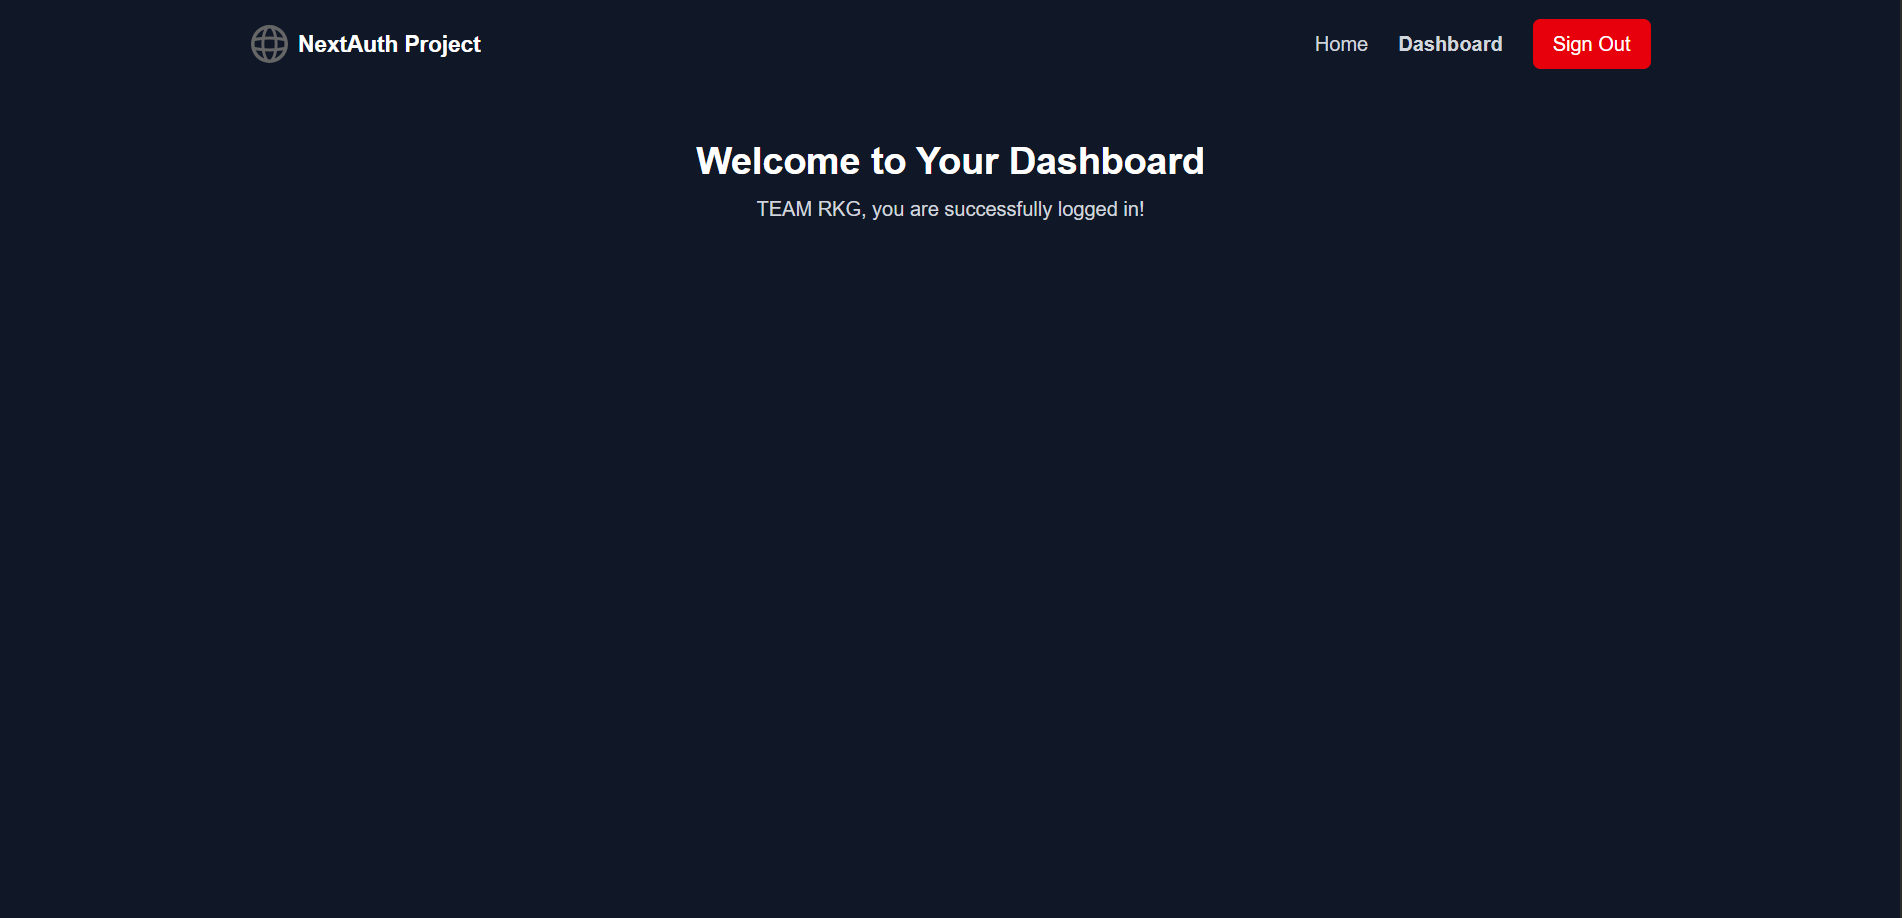 NextAuth Project
Home
Dashboard
Sign Out
Welcome to Your Dashboard
TEAM RKG, you are successfully logged in!